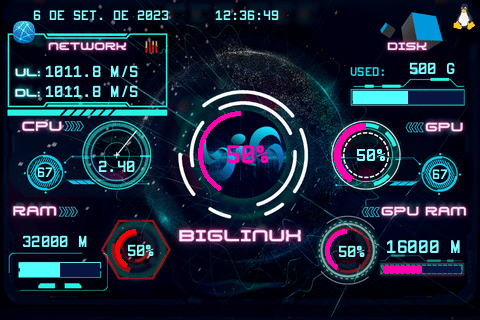 6 DE SET. DE 2023
12:36:49
NETWORK
UL: 1011.8 M/S
DL: 1011.8 M/S
DISK
USED: 500 G
CPU
2.40
67
50%
GPU
50%
67
RAM
32000 M
50%
BIGLINUX
GPU RAM
50%
16000 M